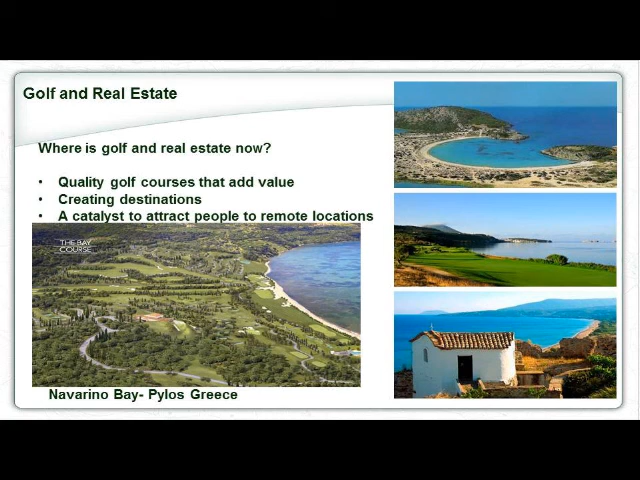 Golf and Real Estate
Where is golf and real estate now?
• Quality golf courses that add value
• Creating destinations
• A catalyst to attract people to remote locations
THE BAY
COURSE
Navarino Bay- Pylos Greece